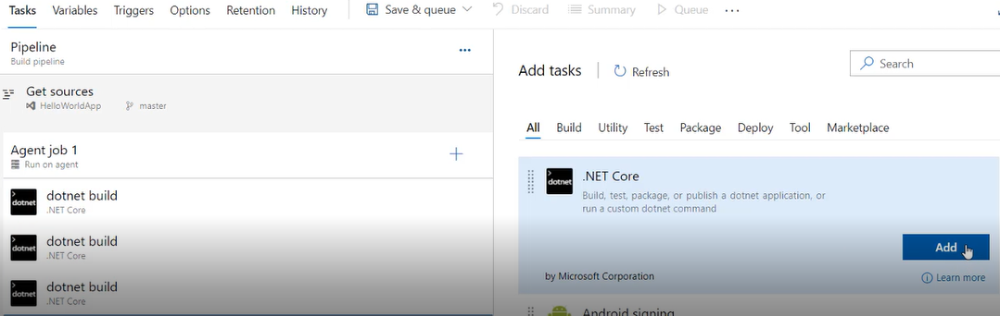 Tasks Variables Triggers Options Retention History Save & queue Discard Summary Queue ...
Pipeline
Build pipeline
Get sources
HelloWorldApp master
Agent job 1
Run on agent
dotnet dotnet build
.NET Core
dotnet dotnet build
.NET Core
dotnet dotnet build
.NET Core
Add tasks Refresh Search
All Build Utility Test Package Deploy Tool Marketplace
dotnet .NET Core
Build, test, package, or publish a dotnet application, or
run a custom dotnet command
Add
by Microsoft Corporation Learn more
Android signing